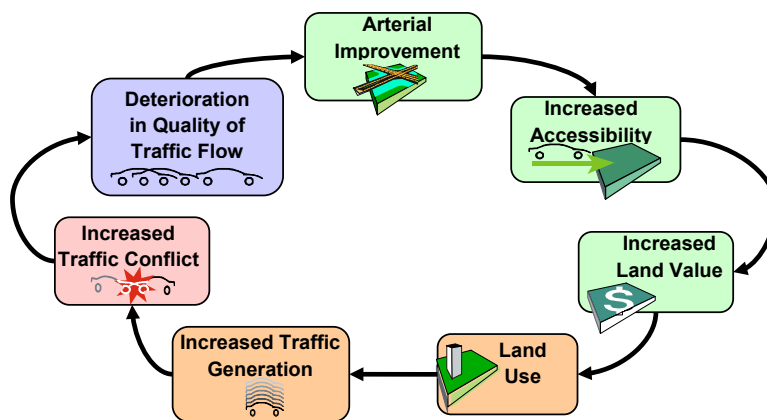 Arterial
Improvement
Increased
Accessibility
Increased
Land Value
$
Land
Use
Increased Traffic
Generation
Increased
Traffic Conflict
Deterioration
in Quality of
Traffic Flow